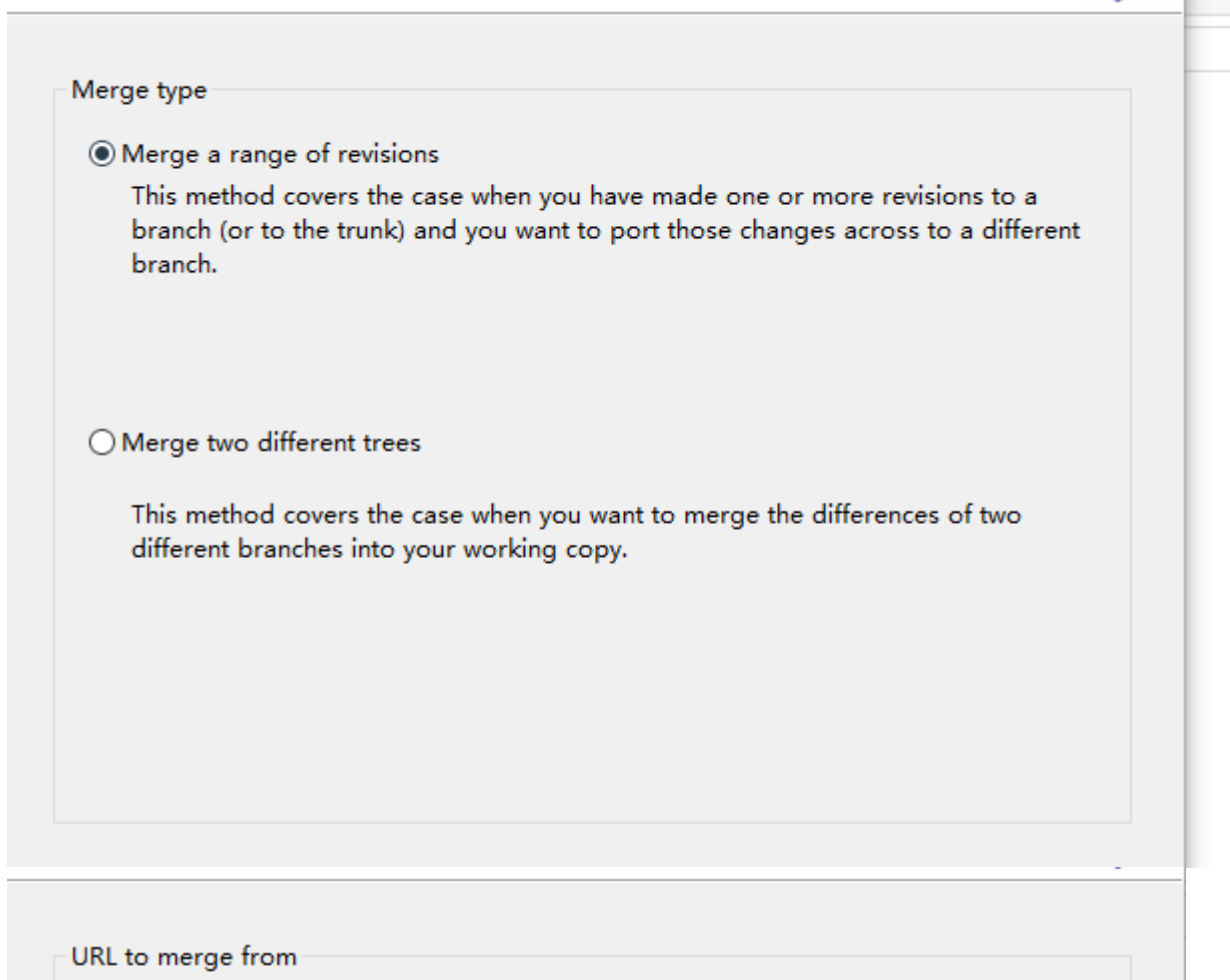 Merge type
Merge a range of revisions
This method covers the case when you have made one or more revisions to a
branch (or to the trunk) and you want to port those changes across to a different
branch.
Merge two different trees
This method covers the case when you want to merge the differences of two
different branches into your working copy.
URL to merge from